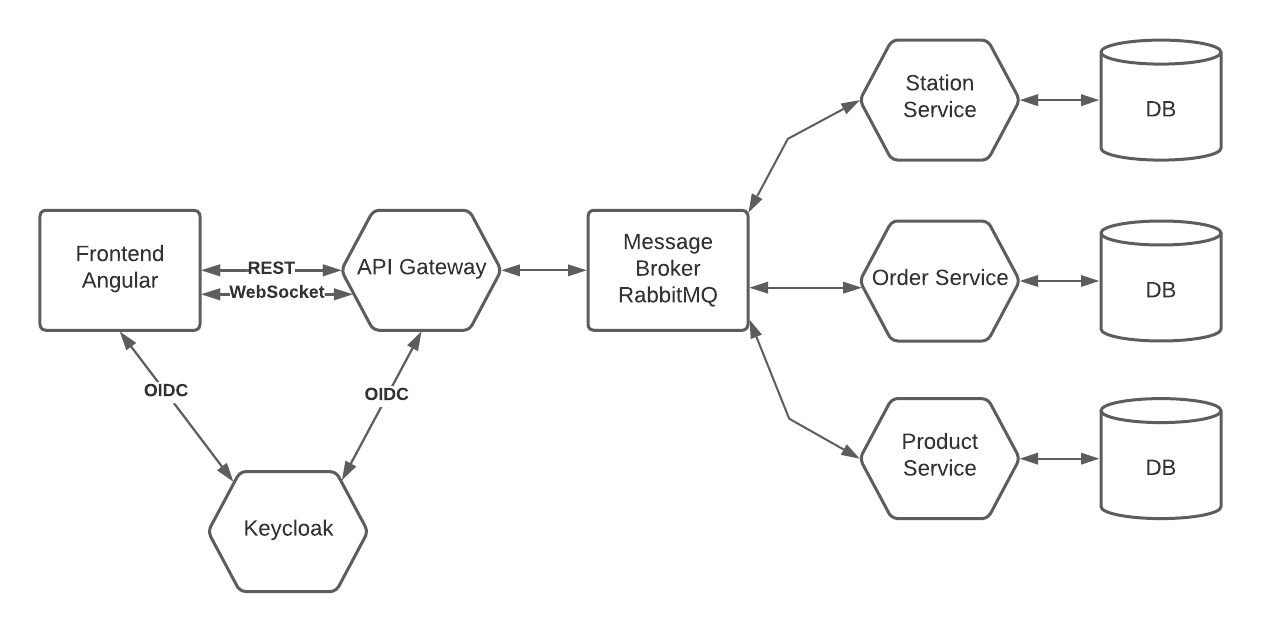 Frontend
Angular
REST
WebSocket
API Gateway
OIDC
OIDC
Keycloak
Message
Broker
RabbitMQ
Station
Service
DB
Order Service
DB
Product
Service
DB